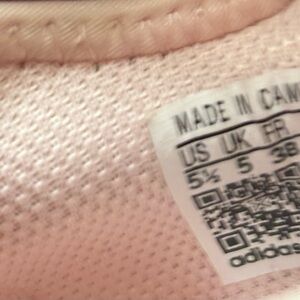 MADE IN CAM
US UK FR
5½ 5 38
adidas